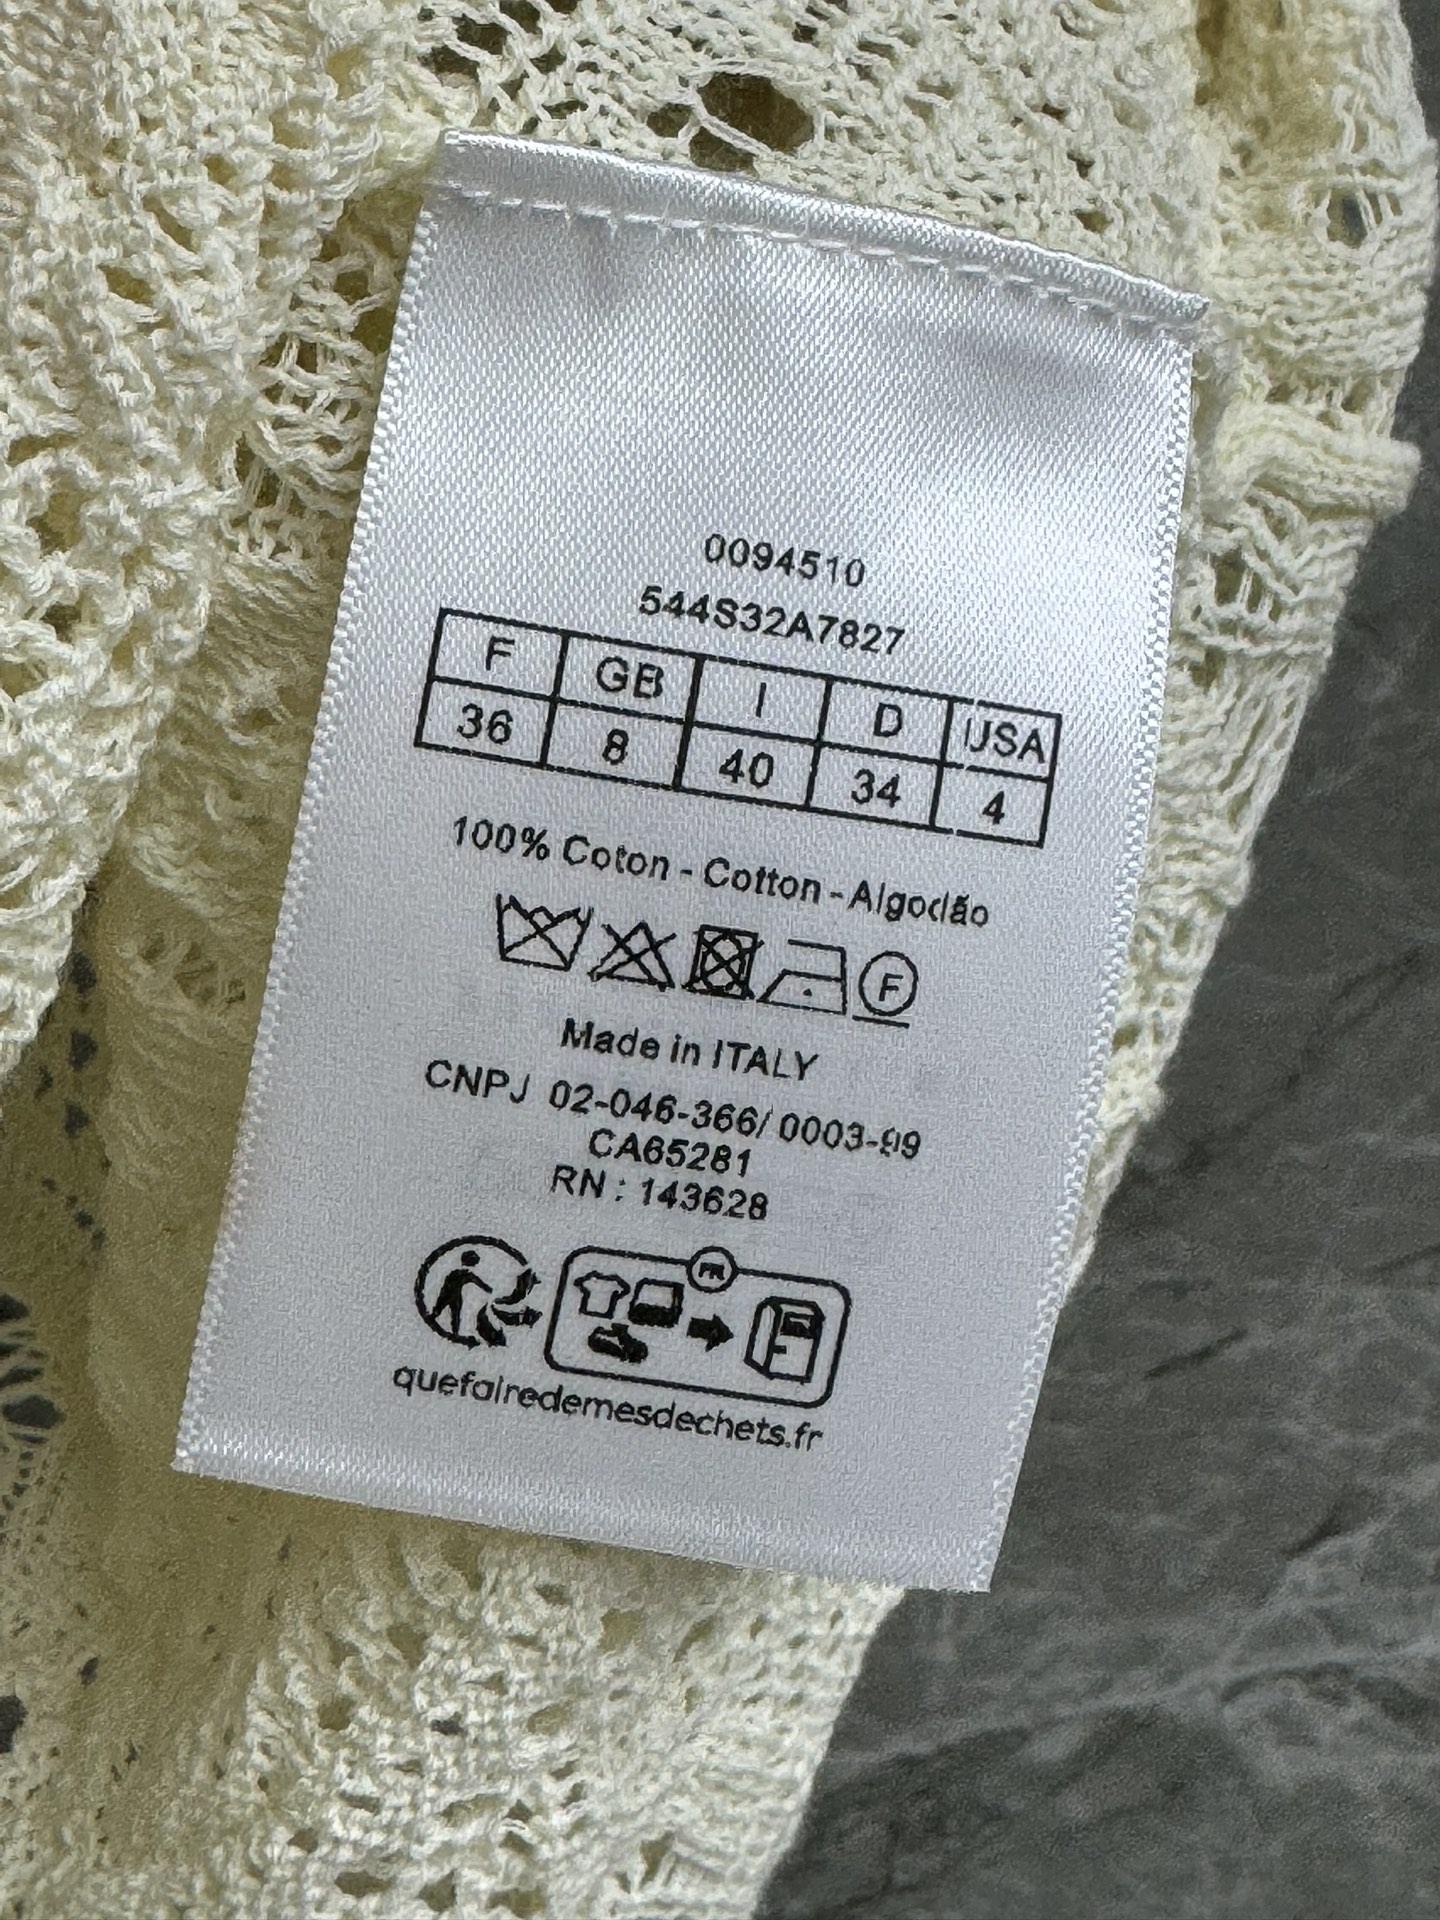 0094510
544S32A7827
F GB I D USA
36 8 40 34 4
100% Coton - Cotton - Algodão
F
Made in ITALY
CNPJ 02-046-366/ 0003-99
CA65281
RN : 143628
FR
quefairedemesdechets.fr